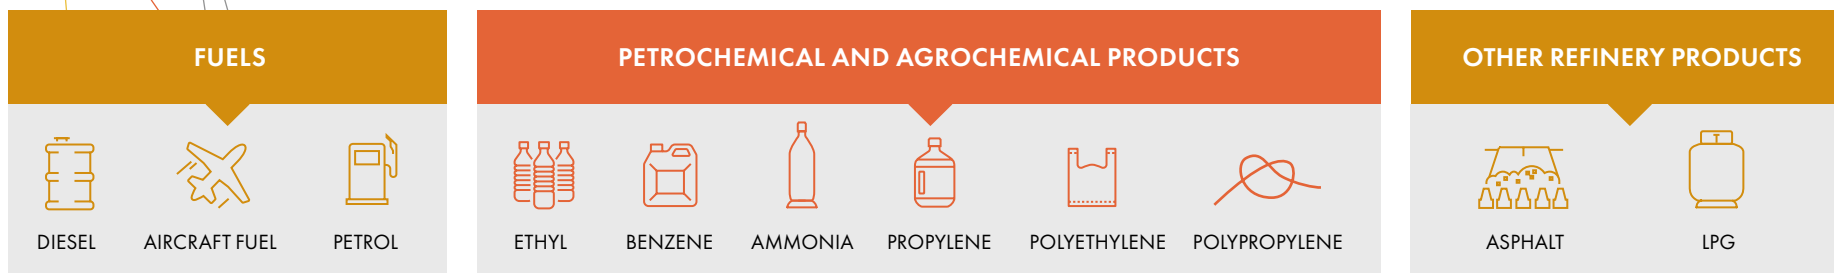 FUELS
DIESEL
AIRCRAFT FUEL
PETROL
PETROCHEMICAL AND AGROCHEMICAL PRODUCTS
ETHYL
BENZENE
AMMONIA
PROPYLENE
POLYETHYLENE
POLYPROPYLENE
OTHER REFINERY PRODUCTS
ASPHALT
LPG